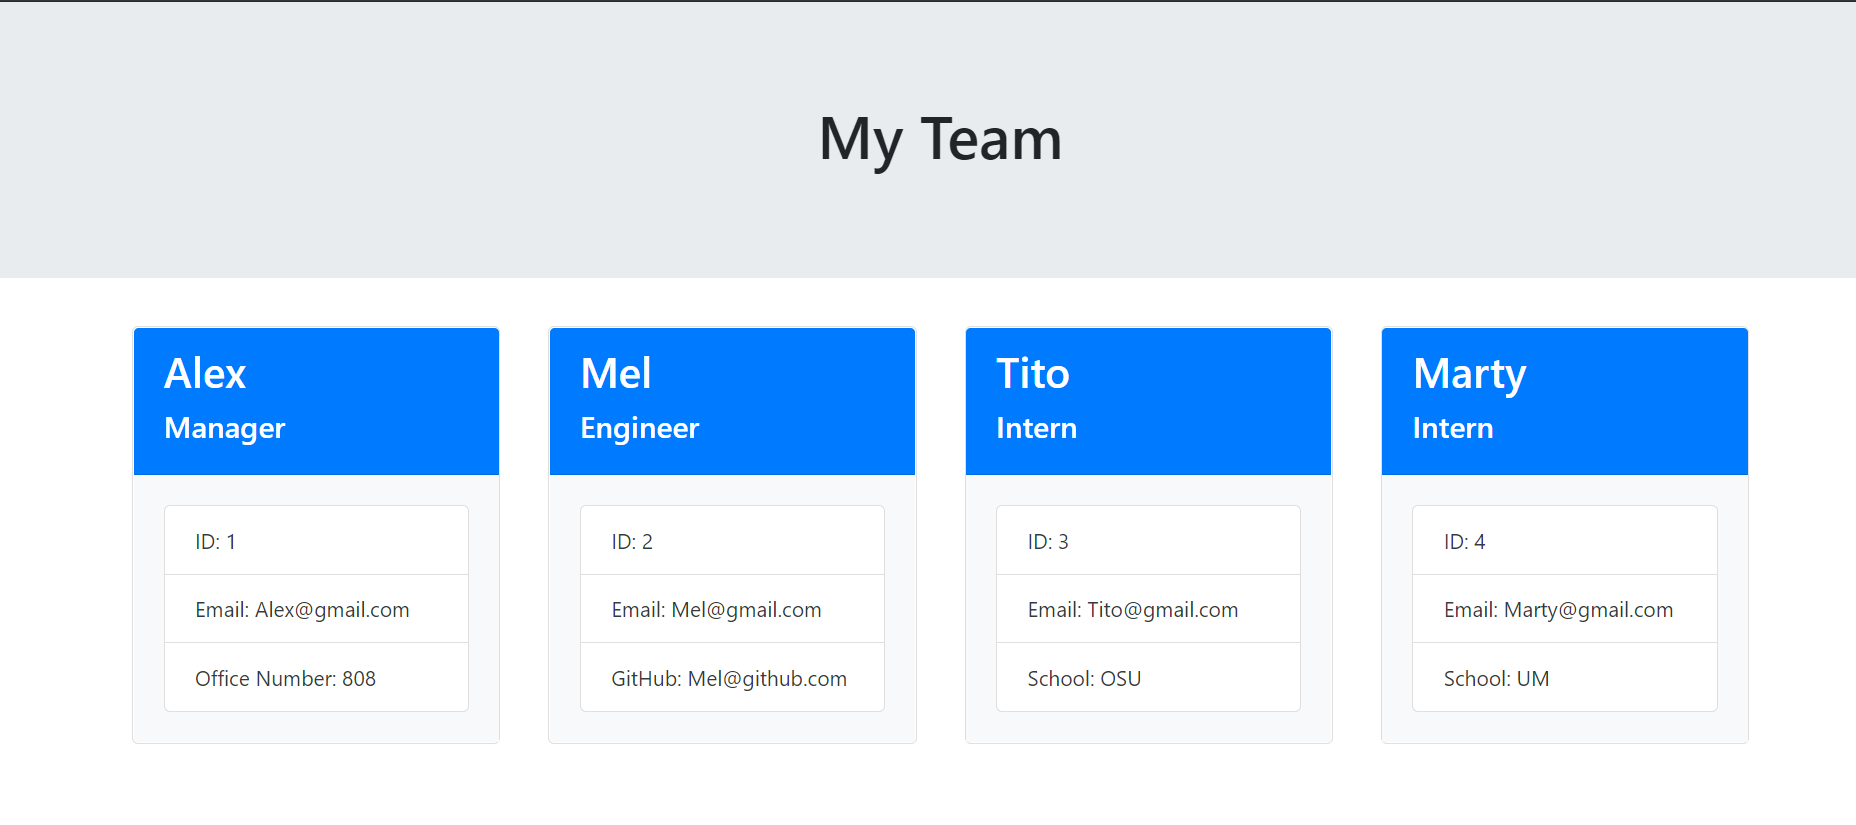 My Team
Alex
Manager
ID: 1
Email: Alex@gmail.com
Office Number: 808
Mel
Engineer
ID: 2
Email: Mel@gmail.com
GitHub: Mel@github.com
Tito
Intern
ID: 3
Email: Tito@gmail.com
School: OSU
Marty
Intern
ID: 4
Email: Marty@gmail.com
School: UM